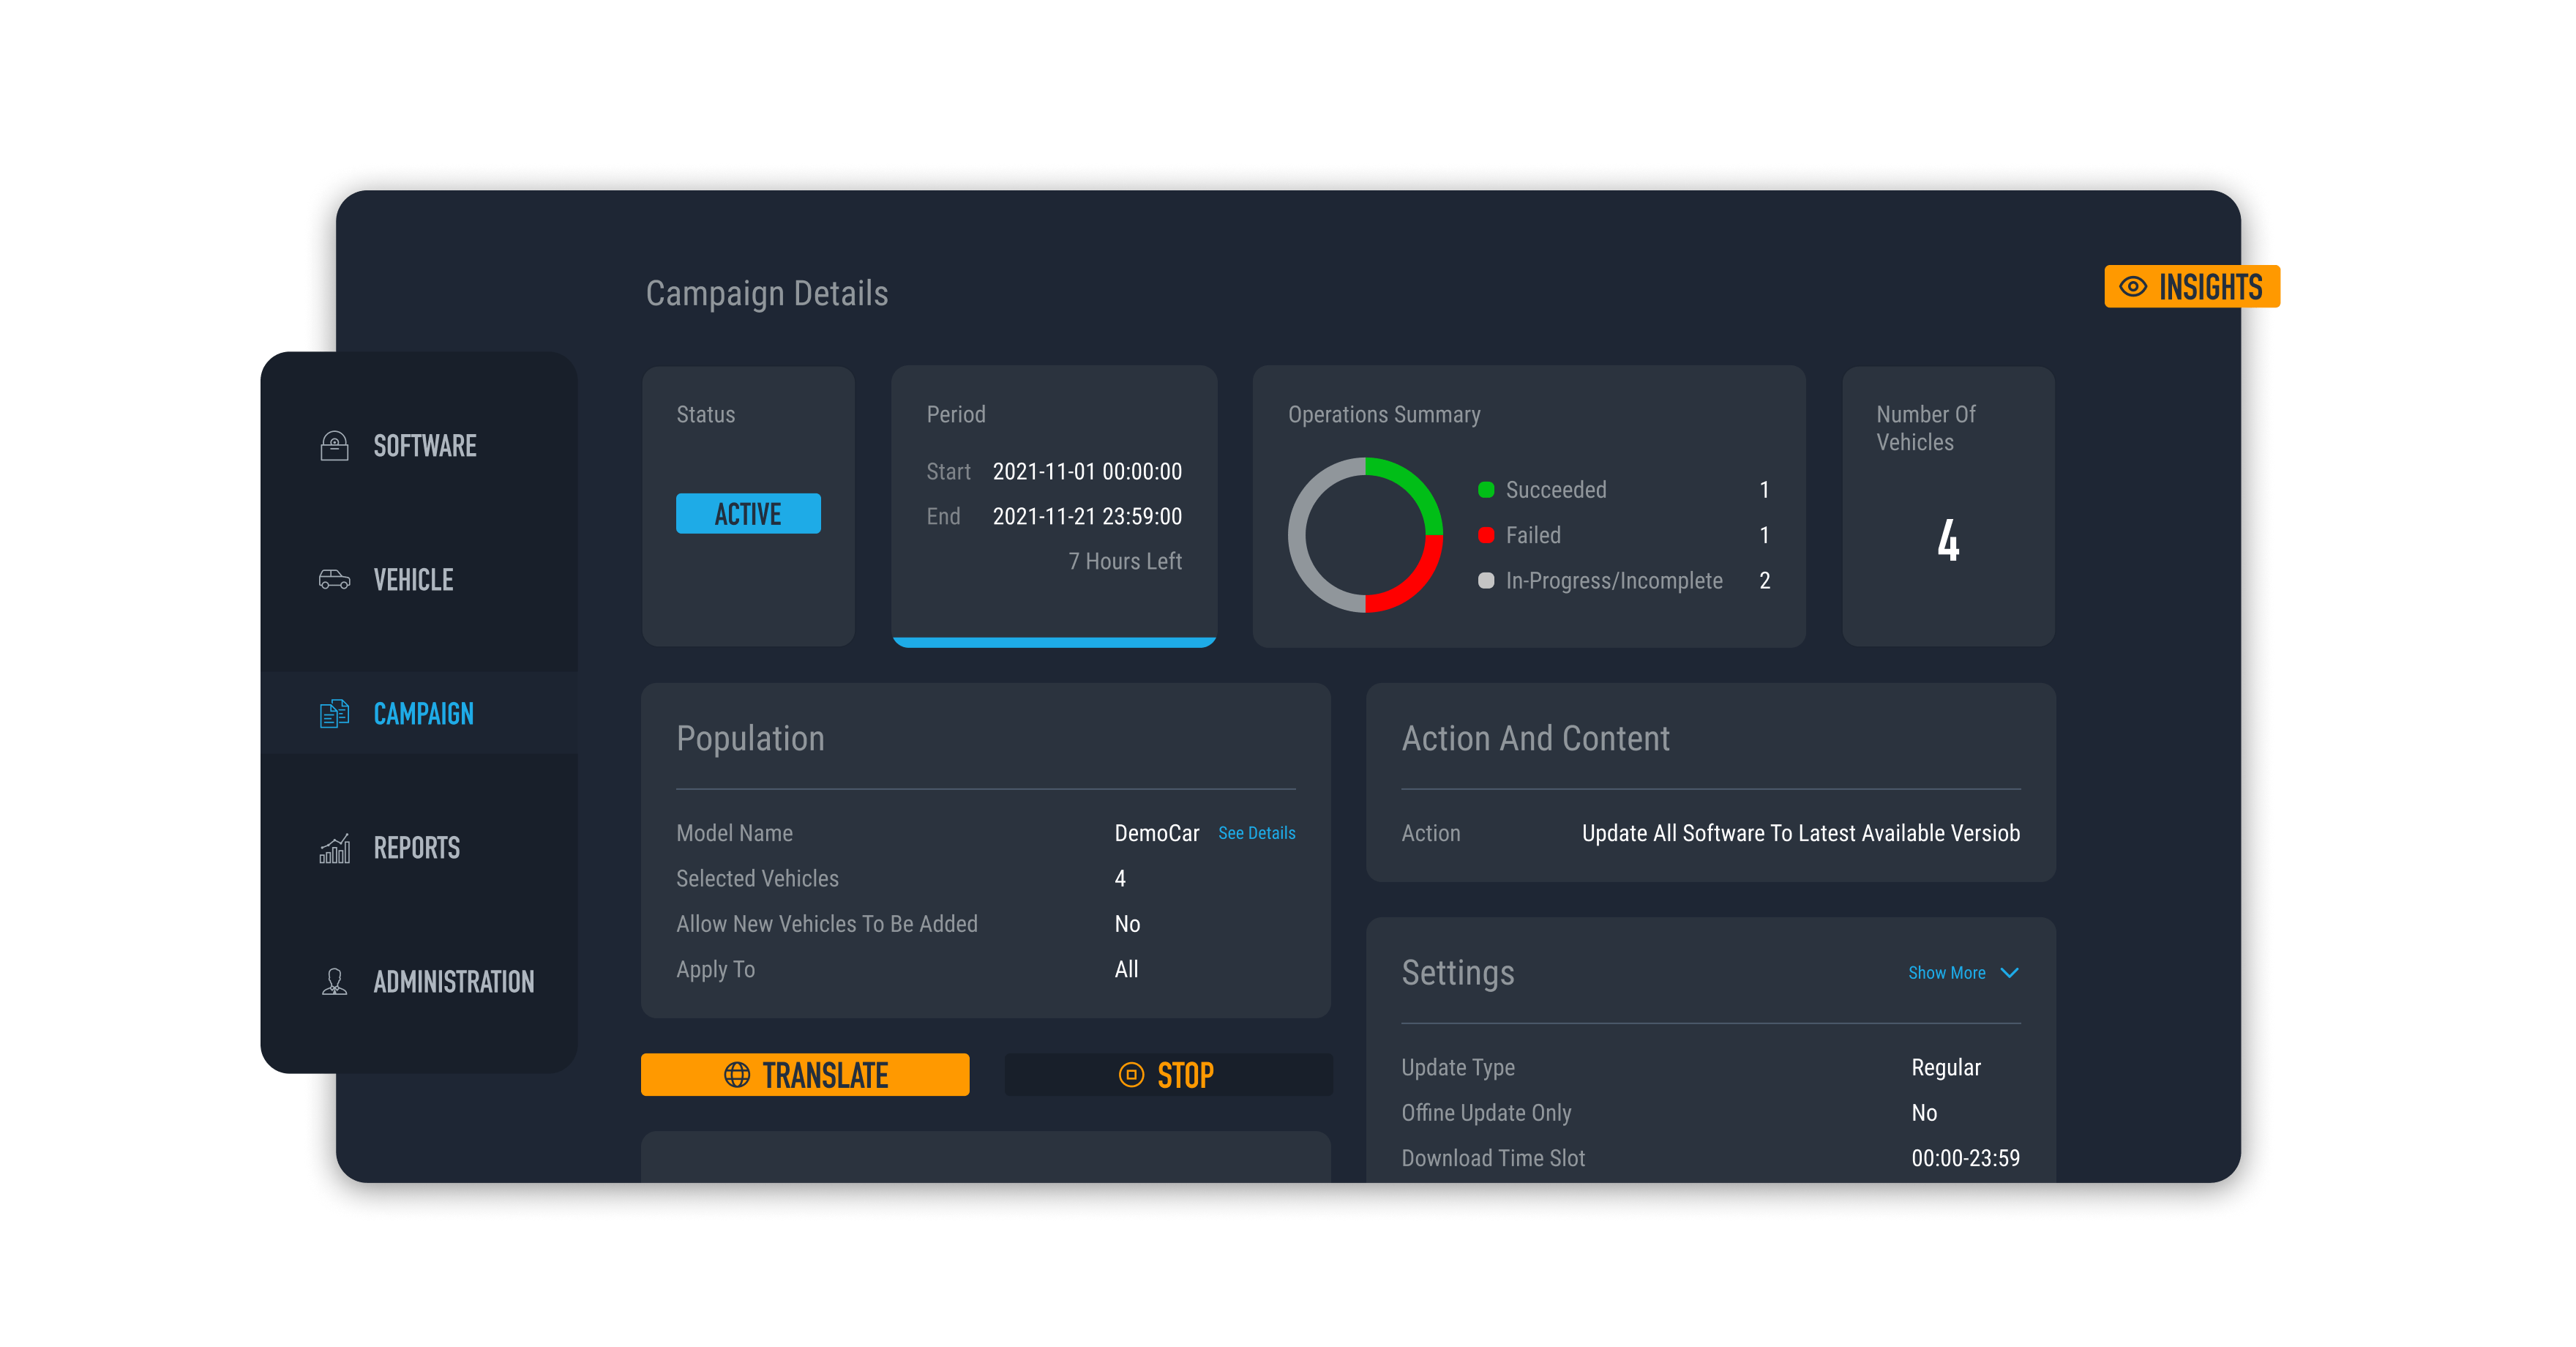 Campaign Details
INSIGHTS
SOFTWARE
VEHICLE
CAMPAIGN
REPORTS
ADMINISTRATION
Status
ACTIVE
Period
Start 2021-11-01 00:00:00
End 2021-11-21 23:59:00
7 Hours Left
Operations Summary
Succeeded 1
Failed 1
In-Progress/Incomplete 2
Number Of
Vehicles
4
Population
Model Name DemoCar See Details
Selected Vehicles 4
Allow New Vehicles To Be Added No
Apply To All
TRANSLATE
STOP
Action And Content
Action Update All Software To Latest Available Versiob
Settings Show More
Update Type Regular
Offine Update Only No
Download Time Slot 00:00-23:59